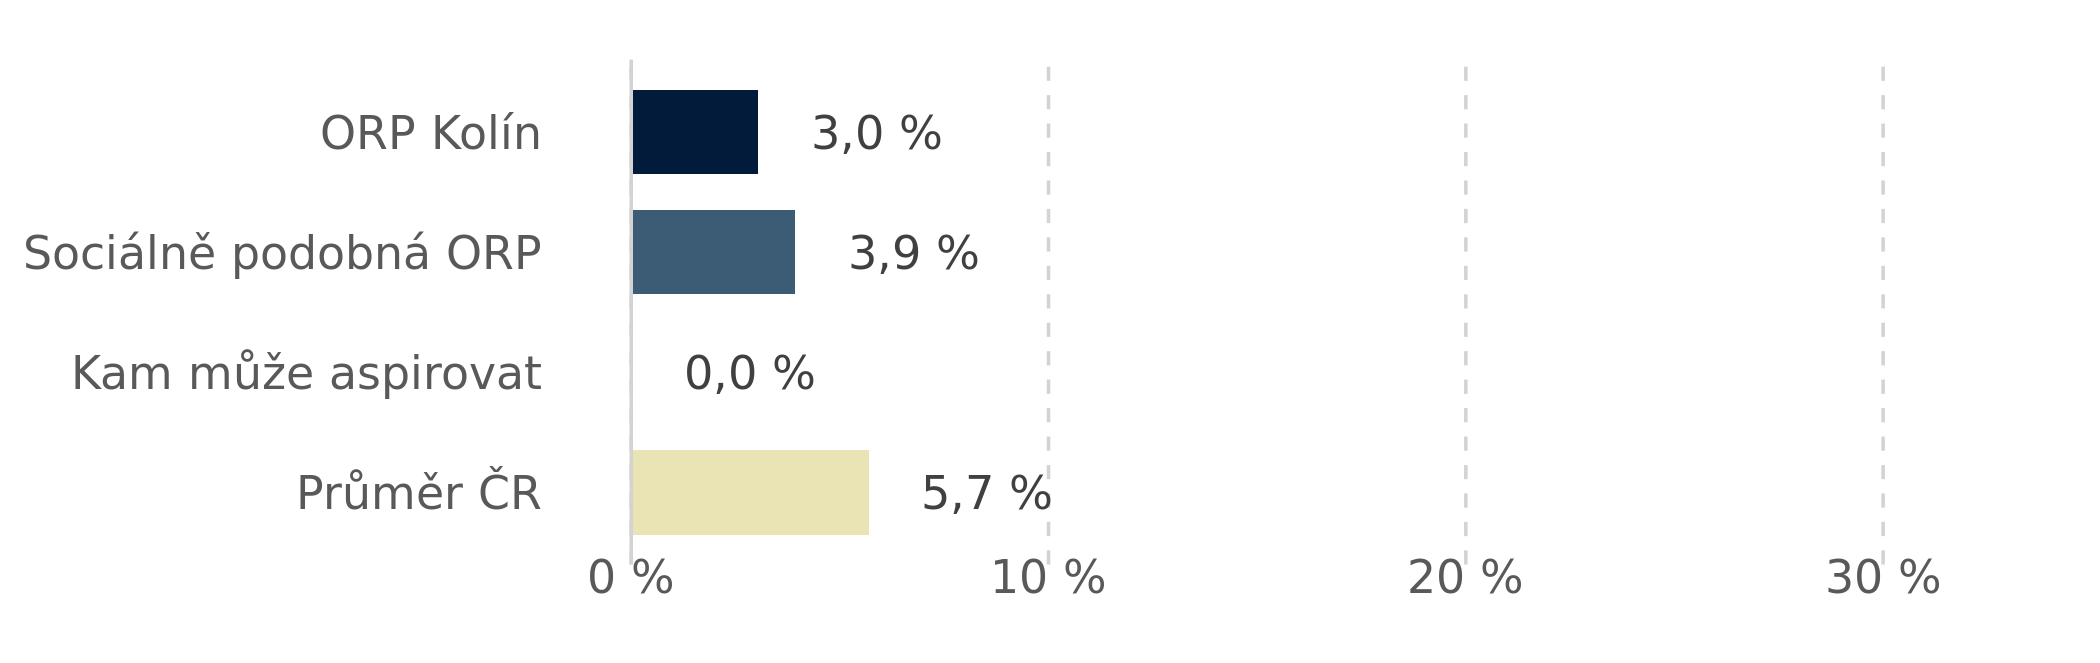 ORP Kolín 3,0 %
Sociálně podobná ORP 3,9 %
Kam může aspirovat 0,0 %
Průměr ČR 5,7 %
0 % 10 % 20 % 30 %